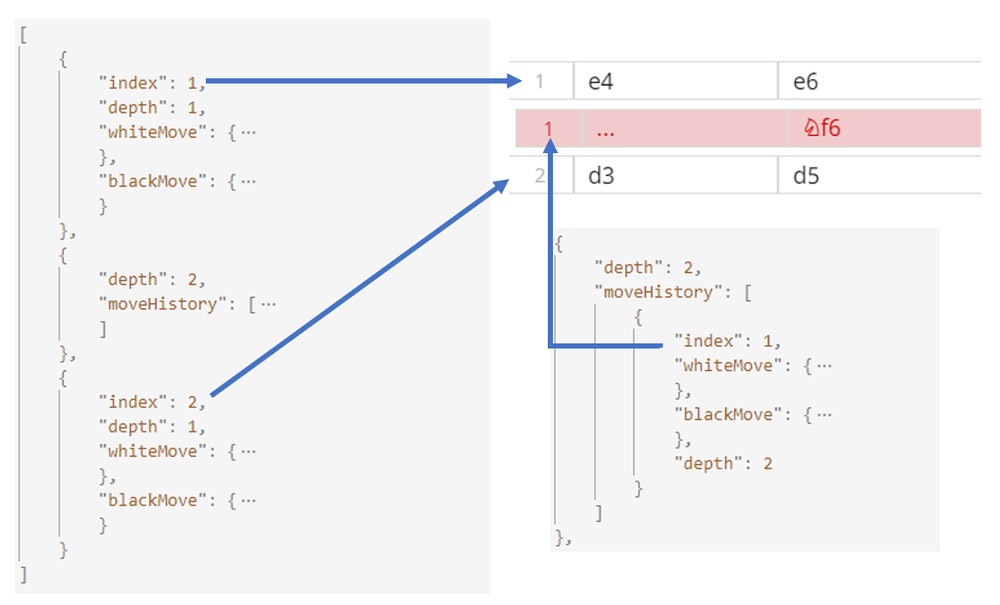 [
{
"index": 1,
"depth": 1,
"whiteMove": { ···
},
"blackMove": { ···
}
},
{
"depth": 2,
"moveHistory": [ ···
]
},
{
"index": 2,
"depth": 1,
"whiteMove": { ···
},
"blackMove": { ···
}
}
]
1 e4 e6
1 ... ♘f6
2 d3 d5
{
"depth": 2,
"moveHistory": [
{
"index": 1,
"whiteMove": { ···
},
"blackMove": { ···
},
"depth": 2
}
]
},